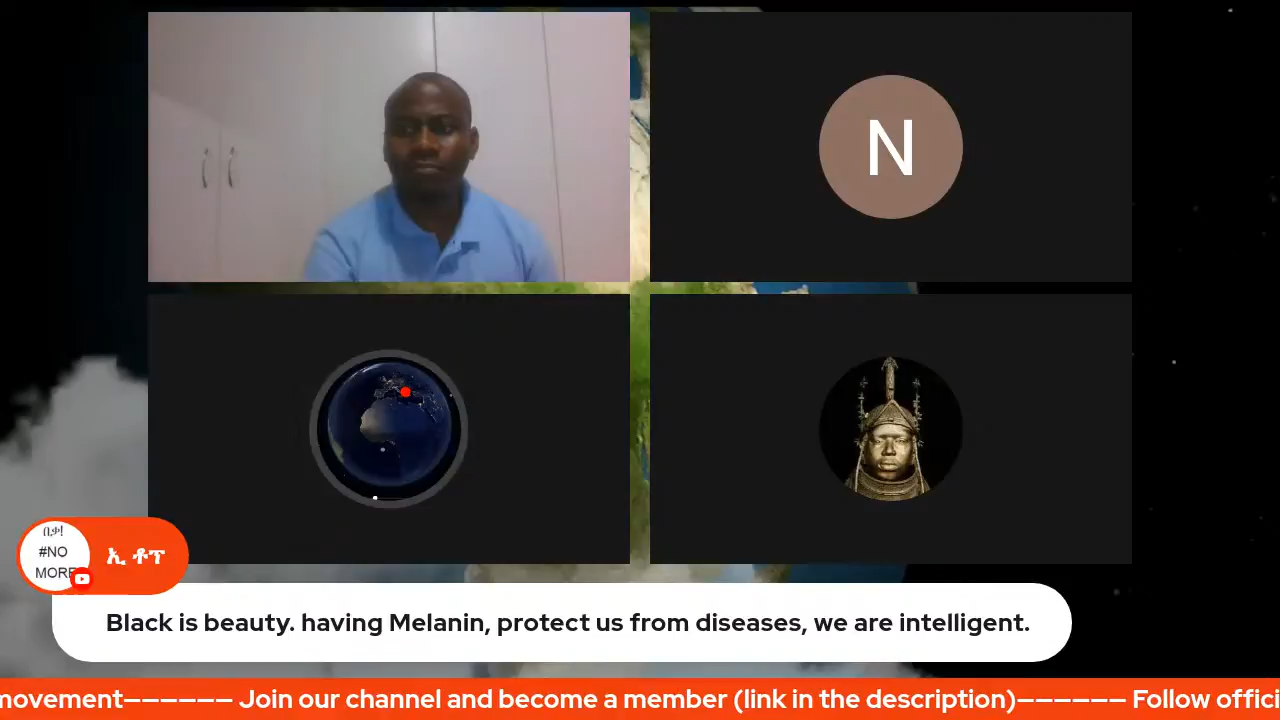 N
በቃ!
#NO
MORE
ኢ ቶፕ
Black is beauty. having Melanin, protect us from diseases, we are intelligent.
movement—————— Join our channel and become a member (link in the description)—————— Follow offici